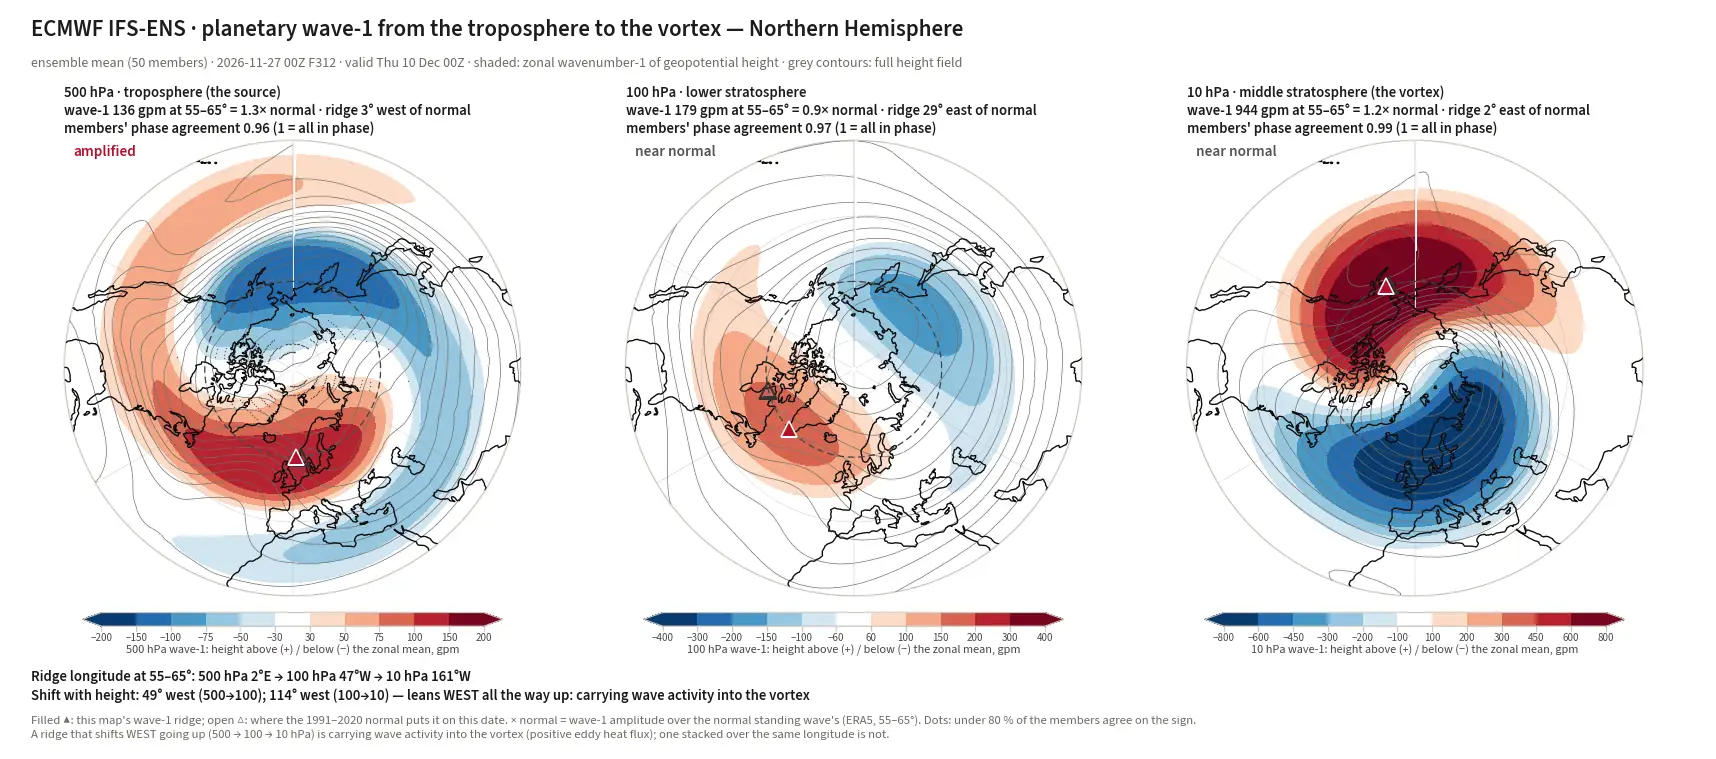 ECMWF IFS-ENS · planetary wave-1 from the troposphere to the vortex — Northern Hemisphere
ensemble mean (50 members) · 2026-11-27 00Z F312 · valid Thu 10 Dec 00Z · shaded: zonal wavenumber-1 of geopotential height · grey contours: full height field
500 hPa · troposphere (the source)
wave-1 136 gpm at 55–65° = 1.3× normal · ridge 3° west of normal
members' phase agreement 0.96 (1 = all in phase)
amplified
100 hPa · lower stratosphere
wave-1 179 gpm at 55–65° = 0.9× normal · ridge 29° east of normal
members' phase agreement 0.97 (1 = all in phase)
near normal
10 hPa · middle stratosphere (the vortex)
wave-1 944 gpm at 55–65° = 1.2× normal · ridge 2° east of normal
members' phase agreement 0.99 (1 = all in phase)
near normal
−200 −150 −100 −75 −50 −30 30 50 75 100 150 200
500 hPa wave-1: height above (+) / below (−) the zonal mean, gpm
−400 −300 −200 −150 −100 −60 60 100 150 200 300 400
100 hPa wave-1: height above (+) / below (−) the zonal mean, gpm
−800 −600 −450 −300 −200 −100 100 200 300 450 600 800
10 hPa wave-1: height above (+) / below (−) the zonal mean, gpm
Ridge longitude at 55–65°: 500 hPa 2°E → 100 hPa 47°W → 10 hPa 161°W
Shift with height: 49° west (500→100); 114° west (100→10) — leans WEST all the way up: carrying wave activity into the vortex
Filled ▲: this map's wave-1 ridge; open △: where the 1991–2020 normal puts it on this date. × normal = wave-1 amplitude over the normal standing wave's (ERA5, 55–65°). Dots: under 80 % of the members agree on the sign.
A ridge that shifts WEST going up (500 → 100 → 10 hPa) is carrying wave activity into the vortex (positive eddy heat flux); one stacked over the same longitude is not.